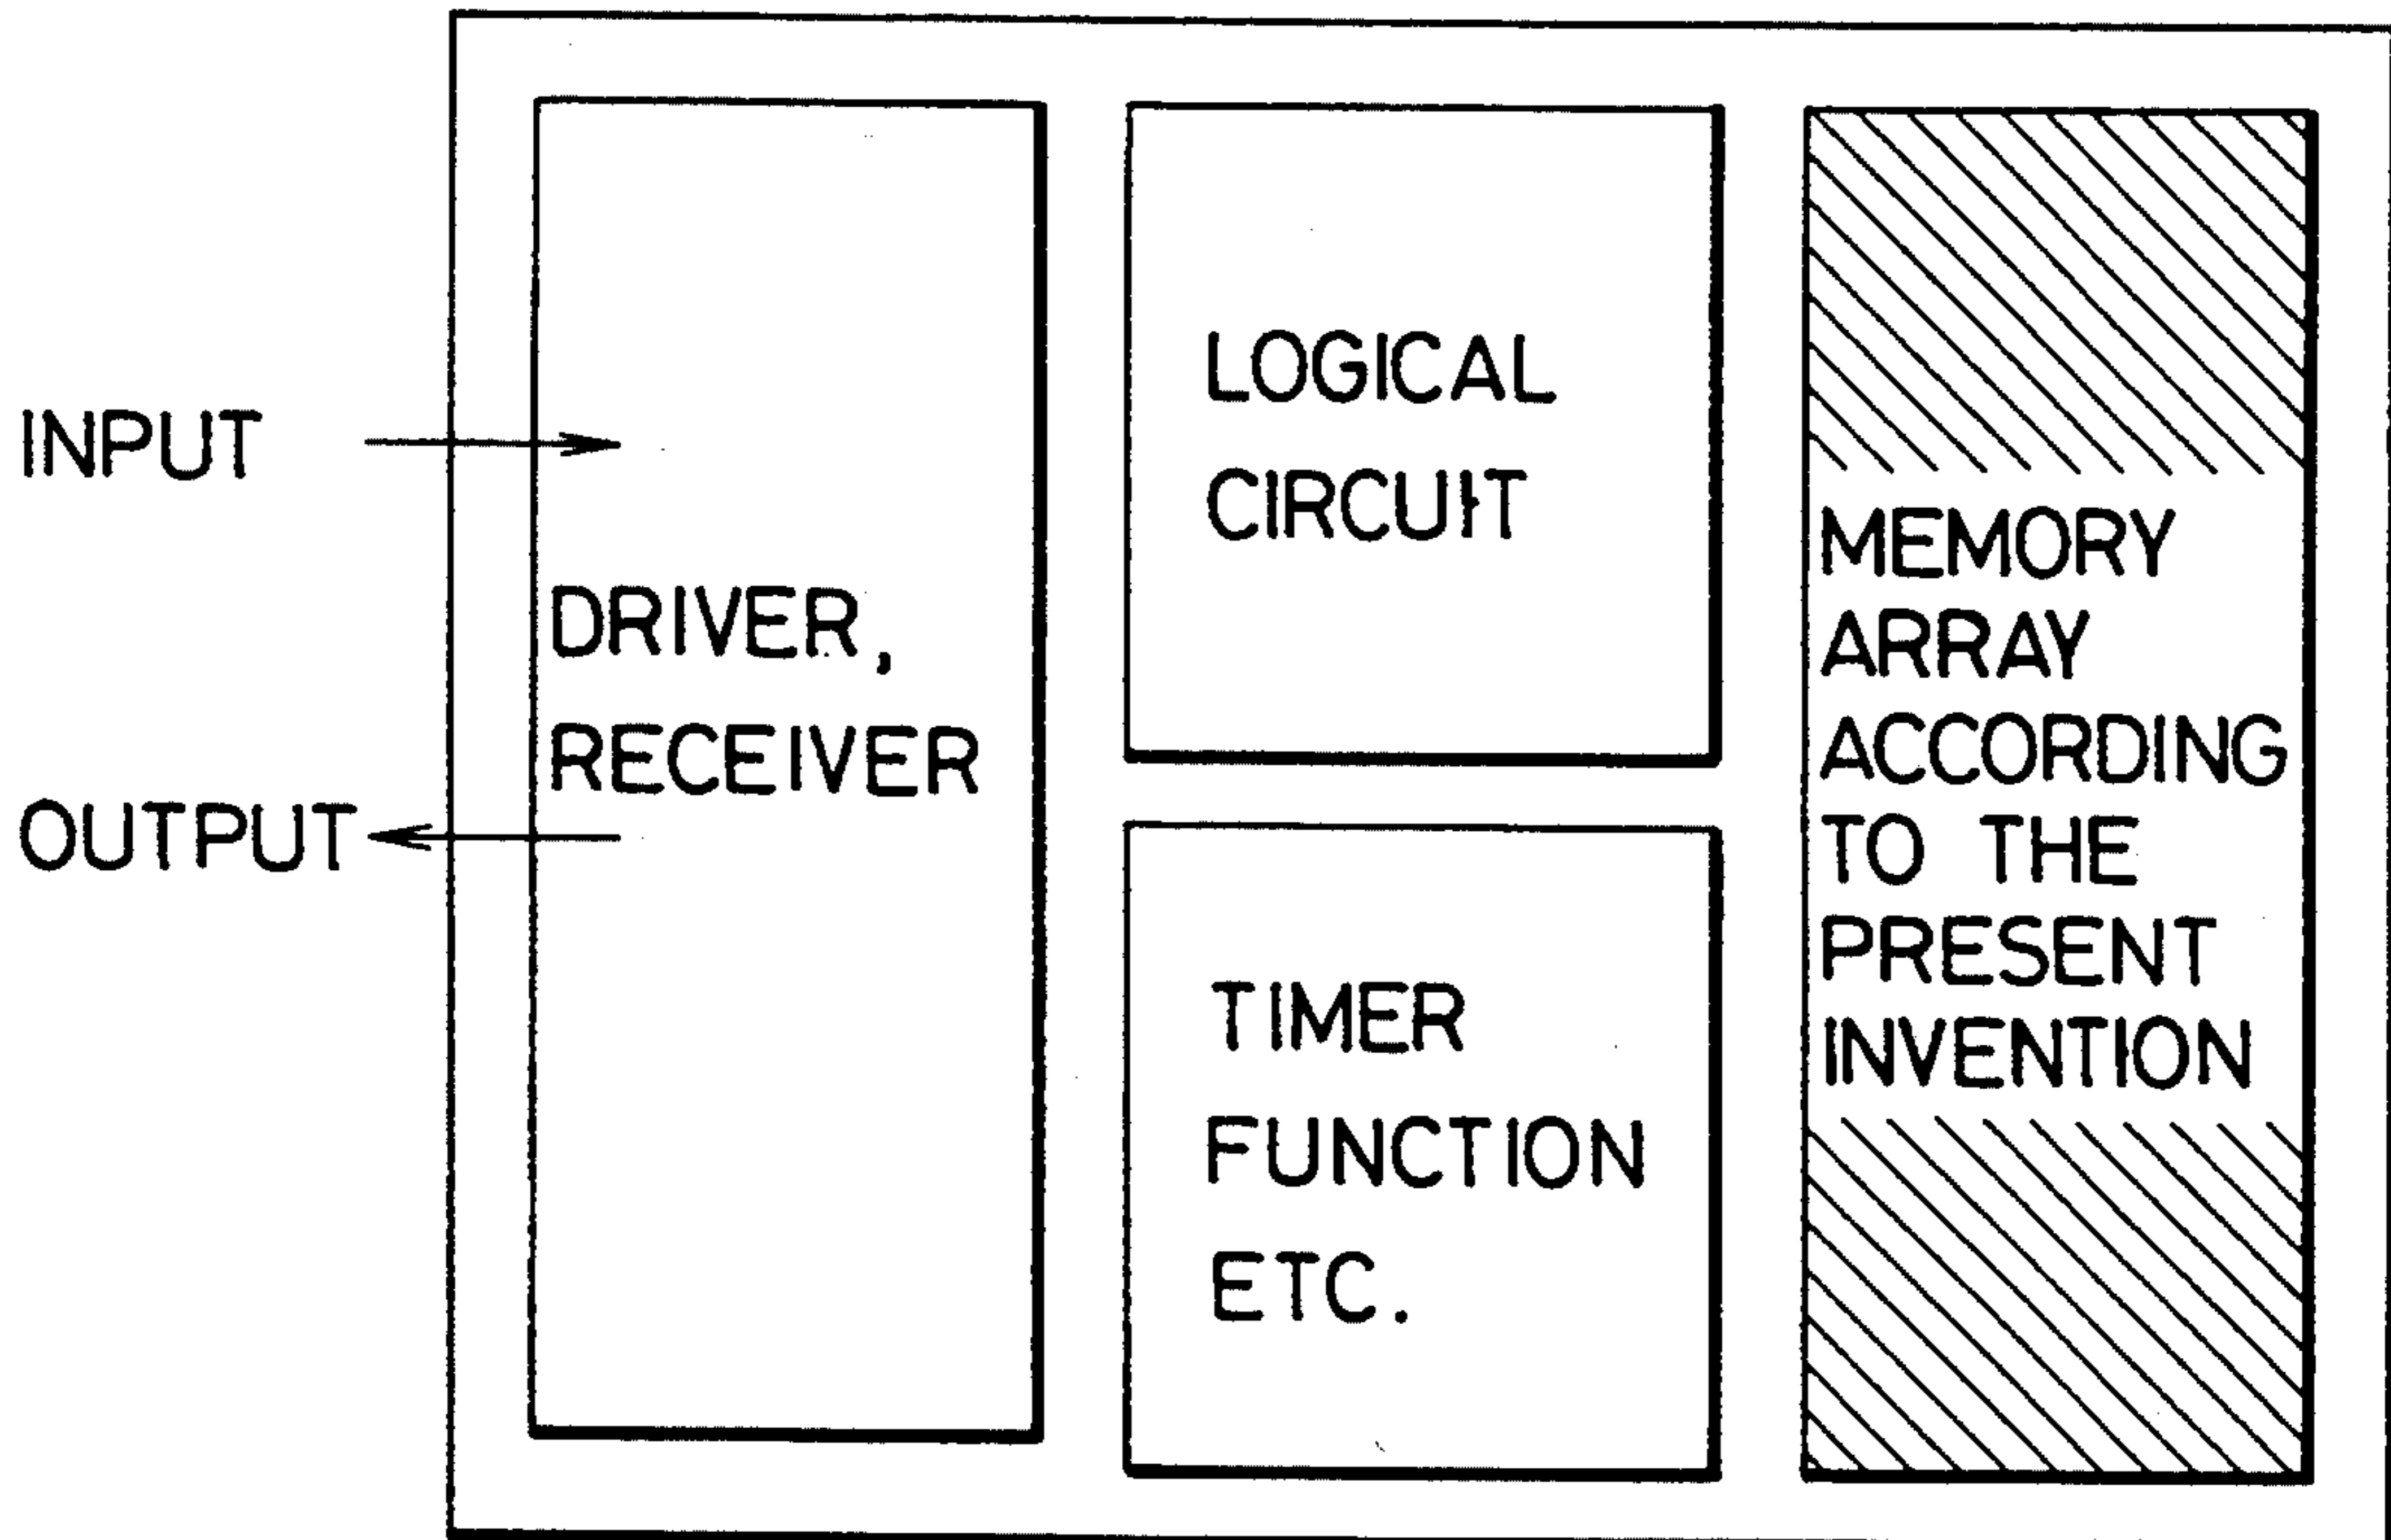 INPUT
OUTPUT
DRIVER,
RECEIVER
LOGICAL
CIRCUIT
TIMER
FUNCTION
ETC.
MEMORY
ARRAY
ACCORDING
TO THE
PRESENT
INVENTION